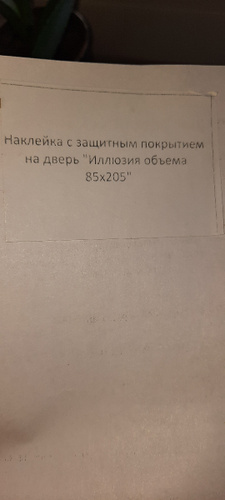 Наклейка с защитным покрытием
на дверь "Иллюзия объема
85х205"